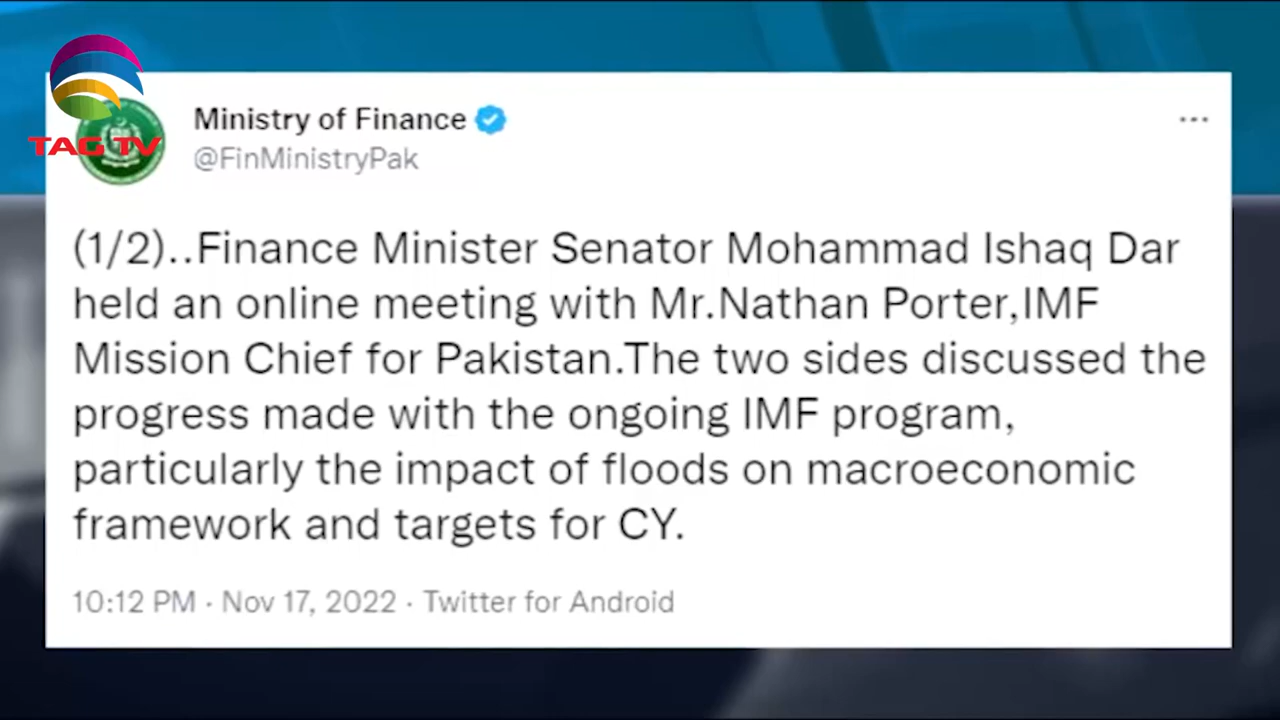 TAG TV
Ministry of Finance
@FinMinistryPak
(1/2)..Finance Minister Senator Mohammad Ishaq Dar
held an online meeting with Mr.Nathan Porter,IMF
Mission Chief for Pakistan.The two sides discussed the
progress made with the ongoing IMF program,
particularly the impact of floods on macroeconomic
framework and targets for CY.
10:12 PM · Nov 17, 2022 · Twitter for Android